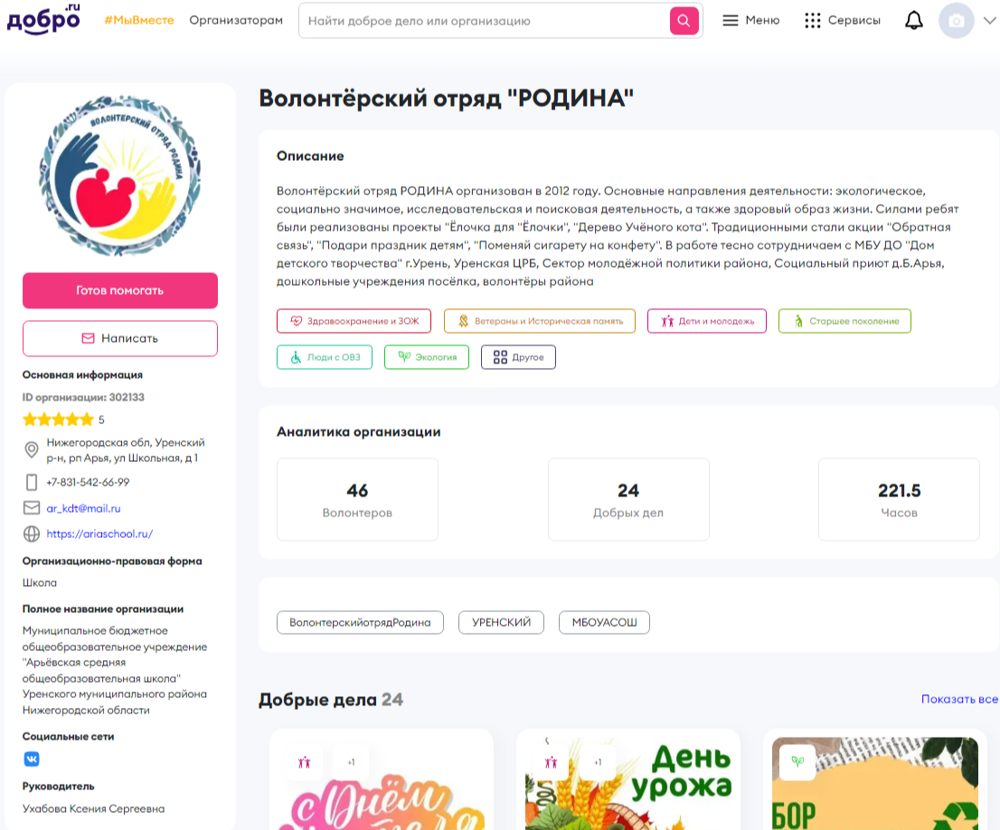 добро.ru
#МыВместе
Организаторам
Найти доброе дело или организацию
Меню
Сервисы
ВОЛОНТЕРСКИЙ ОТРЯД РОДИНА
Готов помогать
Написать
Основная информация
ID организации: 302133
5
Нижегородская обл, Уренский
р-н, рп Арья, ул Школьная, д 1
+7-831-542-66-99
ar_kdt@mail.ru
https://ariaschool.ru/
Организационно-правовая форма
Школа
Полное название организации
Муниципальное бюджетное
общеобразовательное учреждение
"Арьёвская средняя
общеобразовательная школа"
Уренского муниципального района
Нижегородской области
Социальные сети
Руководитель
Ухабова Ксения Сергеевна
Волонтёрский отряд "РОДИНА"
Описание
Волонтёрский отряд РОДИНА организован в 2012 году. Основные направления деятельности: экологическое,
социально значимое, исследовательская и поисковая деятельность, а также здоровый образ жизни. Силами ребят
были реализованы проекты "Ёлочка для "Ёлочки", "Дерево Учёного кота". Традиционными стали акции "Обратная
связь", "Подари праздник детям", "Поменяй сигарету на конфету". В работе тесно сотрудничаем с МБУ ДО "Дом
детского творчества" г.Урень, Уренская ЦРБ, Сектор молодёжной политики района, Социальный приют д.Б.Арья,
дошкольные учреждения посёлка, волонтёры района
Здравоохранение и ЗОЖ
Ветераны и Историческая память
Дети и молодежь
Старшее поколение
Люди с ОВЗ
Экология
Другое
Аналитика организации
46
Волонтеров
24
Добрых дел
221.5
Часов
ВолонтерскийотрядРодина
УРЕНСКИЙ
МБОУАСОШ
Добрые дела 24
Показать все
+1
с Днём
+1
День
урожа
БОР